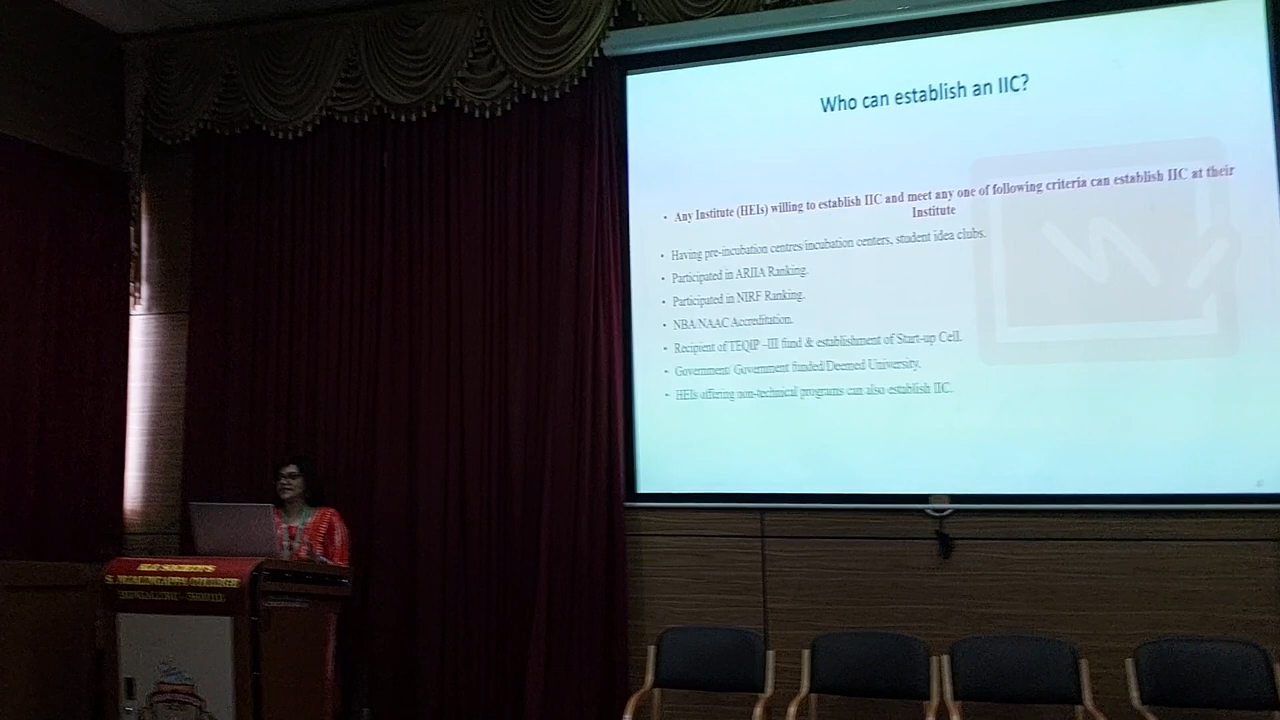 Who can establish an IIC?
• Any Institute (HEIs) willing to establish IIC and meet any one of following criteria can establish IIC at their
Institute
• Having pre-incubation centres/incubation centers, student idea clubs.
• Participated in ARIIA Ranking.
• Participated in NIRF Ranking.
• NBA/NAAC Accreditation.
• Recipient of TEQIP –III fund & establishment of Start-up Cell.
• Government/ Government funded/Deemed University.
• HEIs offering non-technical programs can also establish IIC.
S. NIJALINGAPPA COLLEGE